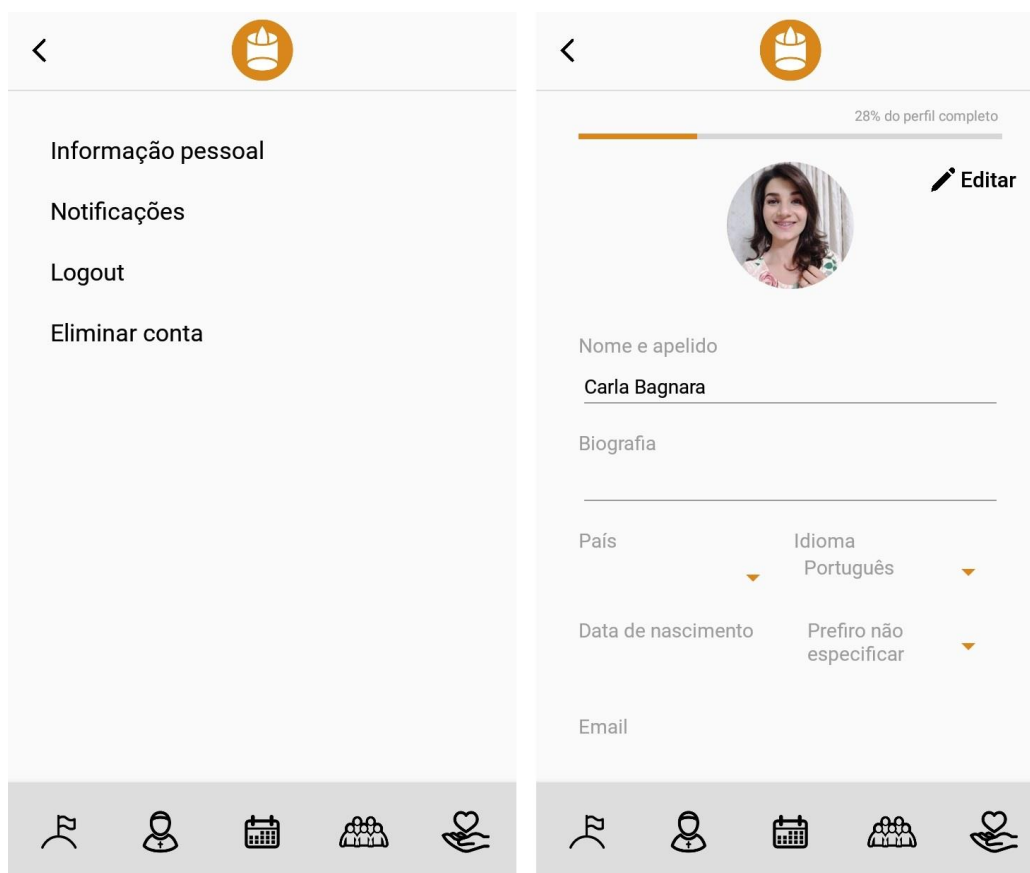 Informação pessoal
Notificações
Logout
Eliminar conta
28% do perfil completo
Editar
Nome e apelido
Carla Bagnara
Biografia
País
Idioma
Português
Data de nascimento
Prefiro não
especificar
Email